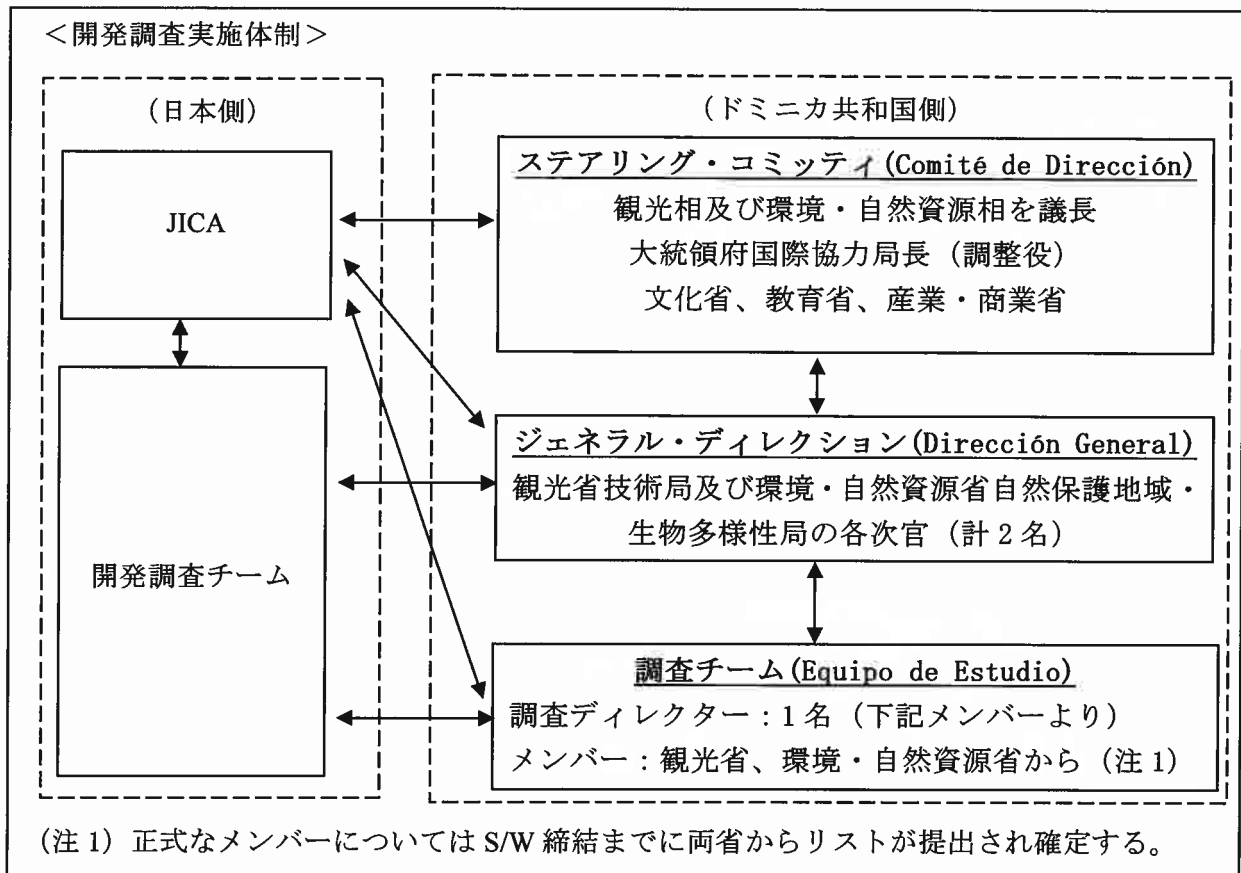 ＜開発調査実施体制＞
（日本側）
JICA
開発調査チーム
（ドミニカ共和国側）
ステアリング・コミッティ(Comité de Dirección)
観光相及び環境・自然資源相を議長
大統領府国際協力局長（調整役）
文化省、教育省、産業・商業省
ジェネラル・ディレクション(Dirección General)
観光省技術局及び環境・自然資源省自然保護地域・
生物多様性局の各次官（計２名）
調査チーム(Equipo de Estudio)
調査ディレクター：1名（下記メンバーより）
メンバー：観光省、環境・自然資源省から（注1）
（注1）正式なメンバーについてはS/W締結までに両省からリストが提出され確定する。